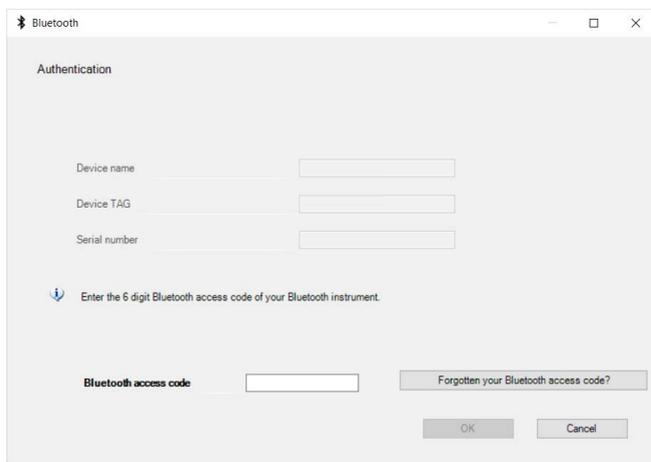 Bluetooth
Authentication
Device name
Device TAG
Serial number
Enter the 6 digit Bluetooth access code of your Bluetooth instrument.
Bluetooth access code
Forgotten your Bluetooth access code?
OK
Cancel